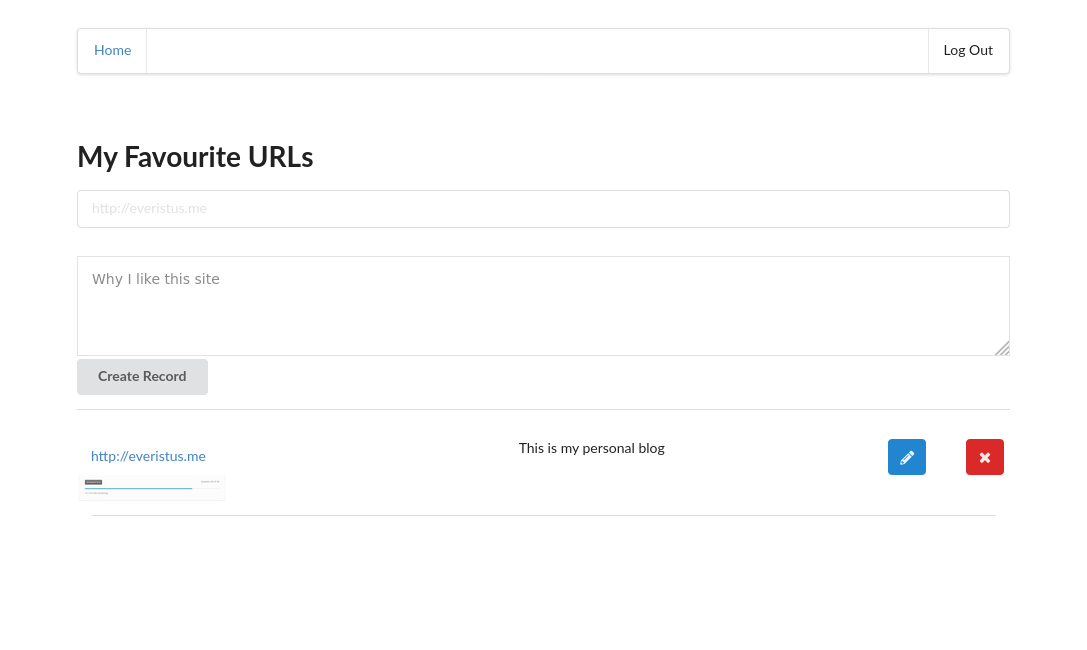 Home
Log Out
My Favourite URLs
http://everistus.me
Why I like this site
Create Record
http://everistus.me
This is my personal blog